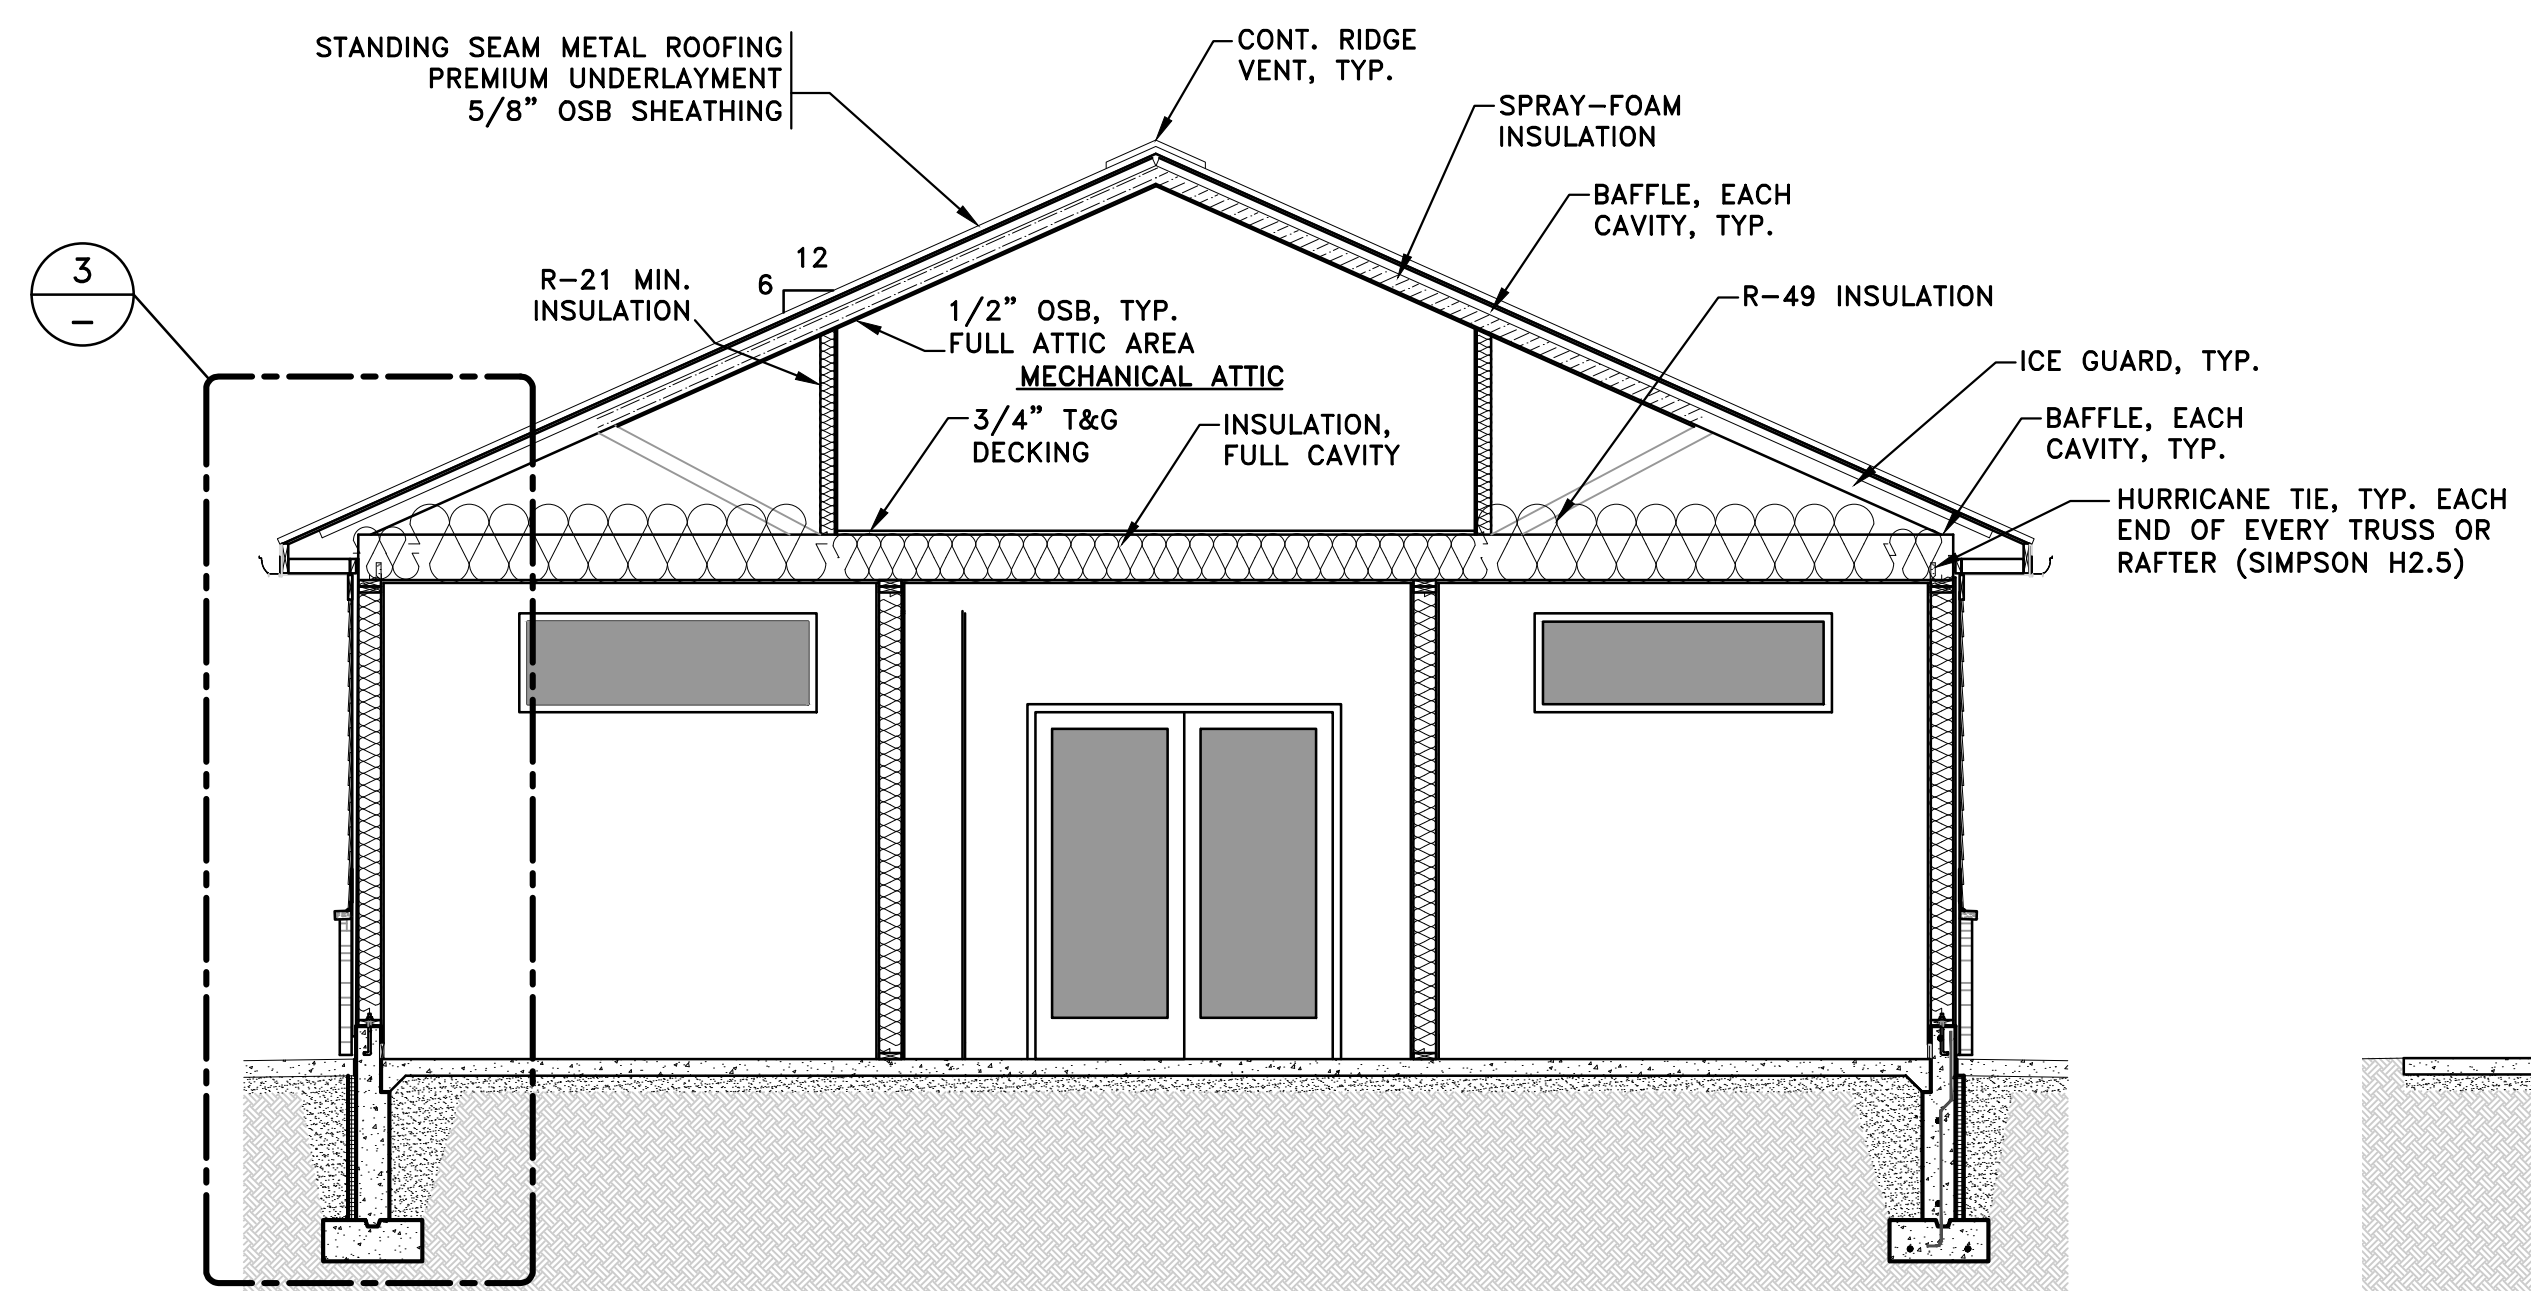 STANDING SEAM METAL ROOFING
PREMIUM UNDERLAYMENT
5/8” OSB SHEATHING
CONT. RIDGE
VENT, TYP.
SPRAY-FOAM
INSULATION
BAFFLE, EACH
CAVITY, TYP.
3
-
R-21 MIN.
INSULATION
12
6
1/2” OSB, TYP.
FULL ATTIC AREA
MECHANICAL ATTIC
R-49 INSULATION
3/4” T&G
DECKING
INSULATION,
FULL CAVITY
ICE GUARD, TYP.
BAFFLE, EACH
CAVITY, TYP.
HURRICANE TIE, TYP. EACH
END OF EVERY TRUSS OR
RAFTER (SIMPSON H2.5)